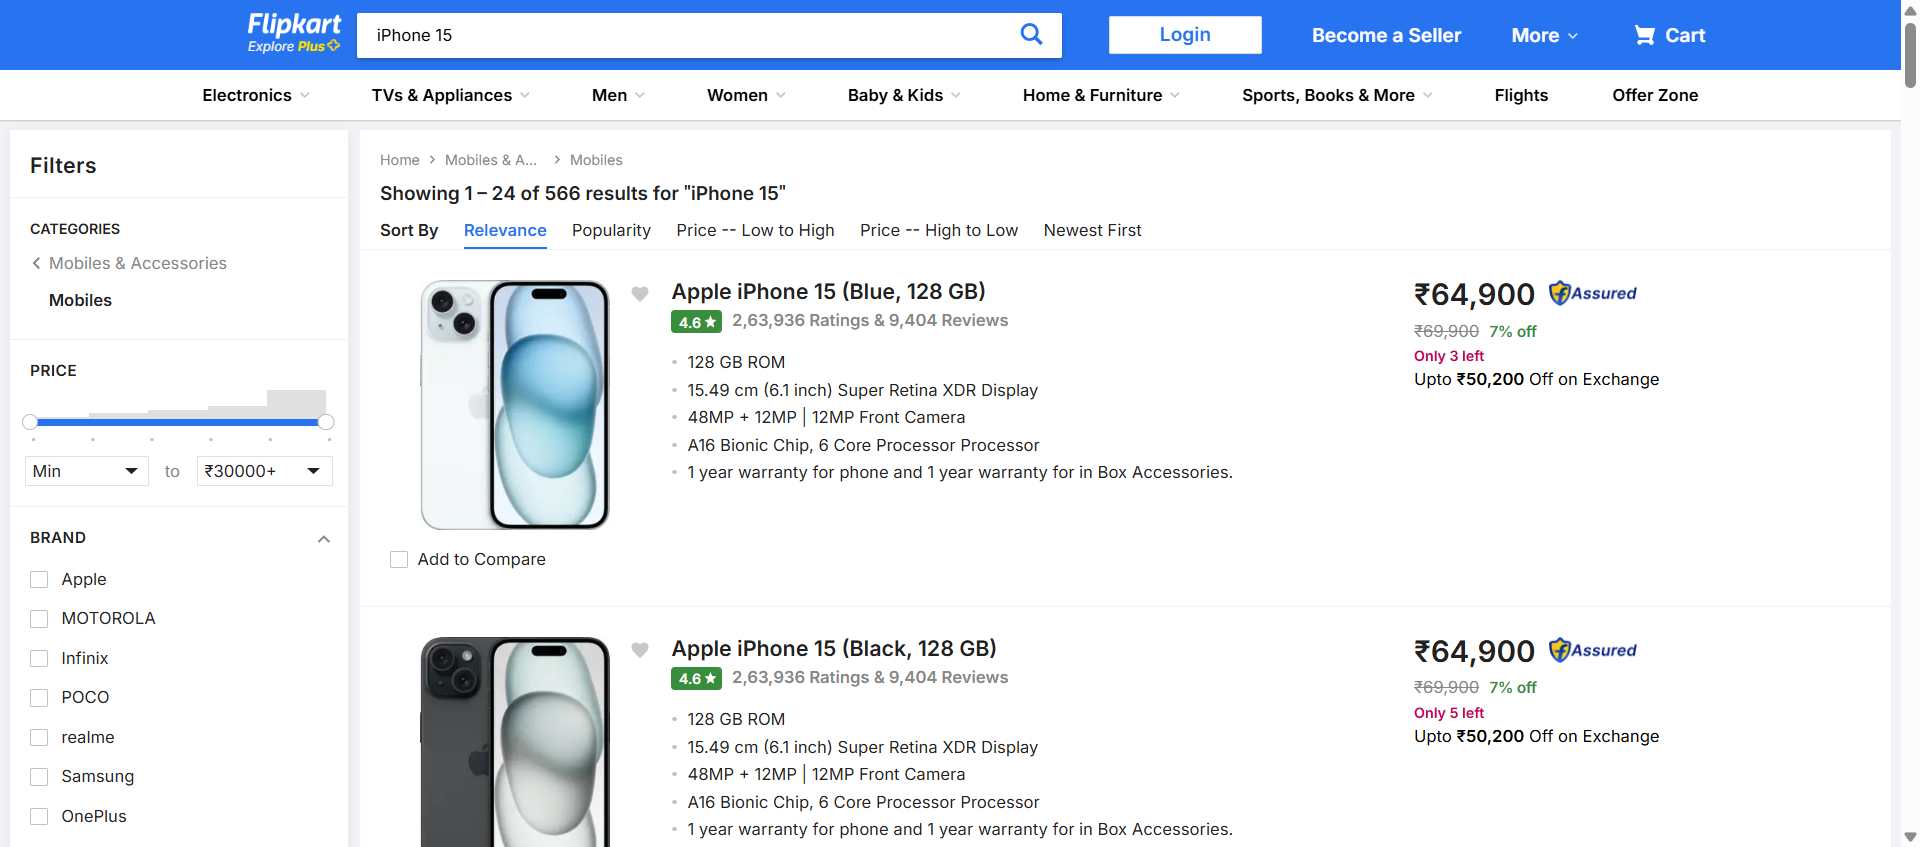 Flipkart
Explore Plus
iPhone 15
Login
Become a Seller
More
Cart
Electronics
TVs & Appliances
Men
Women
Baby & Kids
Home & Furniture
Sports, Books & More
Flights
Offer Zone
Filters
CATEGORIES
Mobiles & Accessories
Mobiles
PRICE
Min
to
₹30000+
BRAND
Apple
MOTOROLA
Infinix
POCO
realme
Samsung
OnePlus
Home
Mobiles & A...
Mobiles
Showing 1 – 24 of 566 results for "iPhone 15"
Sort By
Relevance
Popularity
Price -- Low to High
Price -- High to Low
Newest First
Apple iPhone 15 (Blue, 128 GB)
4.6★ 2,63,936 Ratings & 9,404 Reviews
128 GB ROM
15.49 cm (6.1 inch) Super Retina XDR Display
48MP + 12MP | 12MP Front Camera
A16 Bionic Chip, 6 Core Processor Processor
1 year warranty for phone and 1 year warranty for in Box Accessories.
₹64,900
Assured
₹69,900 7% off
Only 3 left
Upto ₹50,200 Off on Exchange
Add to Compare
Apple iPhone 15 (Black, 128 GB)
4.6★ 2,63,936 Ratings & 9,404 Reviews
128 GB ROM
15.49 cm (6.1 inch) Super Retina XDR Display
48MP + 12MP | 12MP Front Camera
A16 Bionic Chip, 6 Core Processor Processor
1 year warranty for phone and 1 year warranty for in Box Accessories.
₹64,900
Assured
₹69,900 7% off
Only 5 left
Upto ₹50,200 Off on Exchange